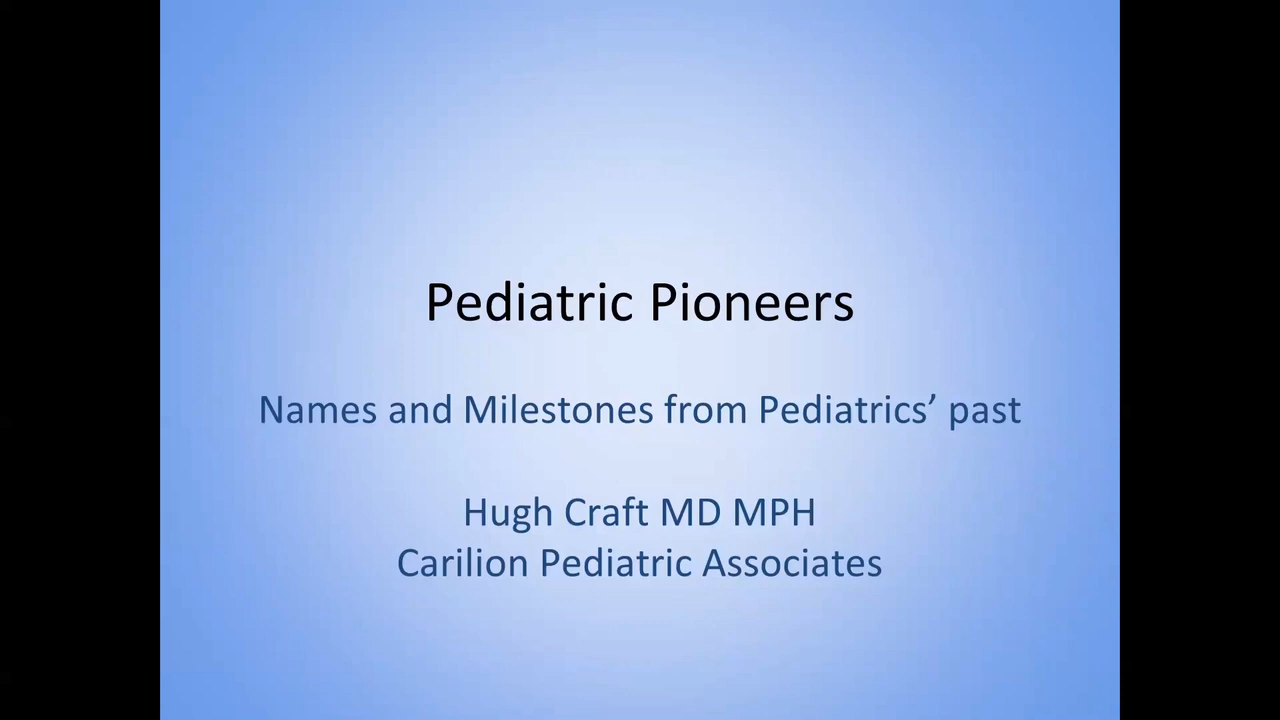 Pediatric Pioneers
Names and Milestones from Pediatrics’ past
Hugh Craft MD MPH
Carilion Pediatric Associates